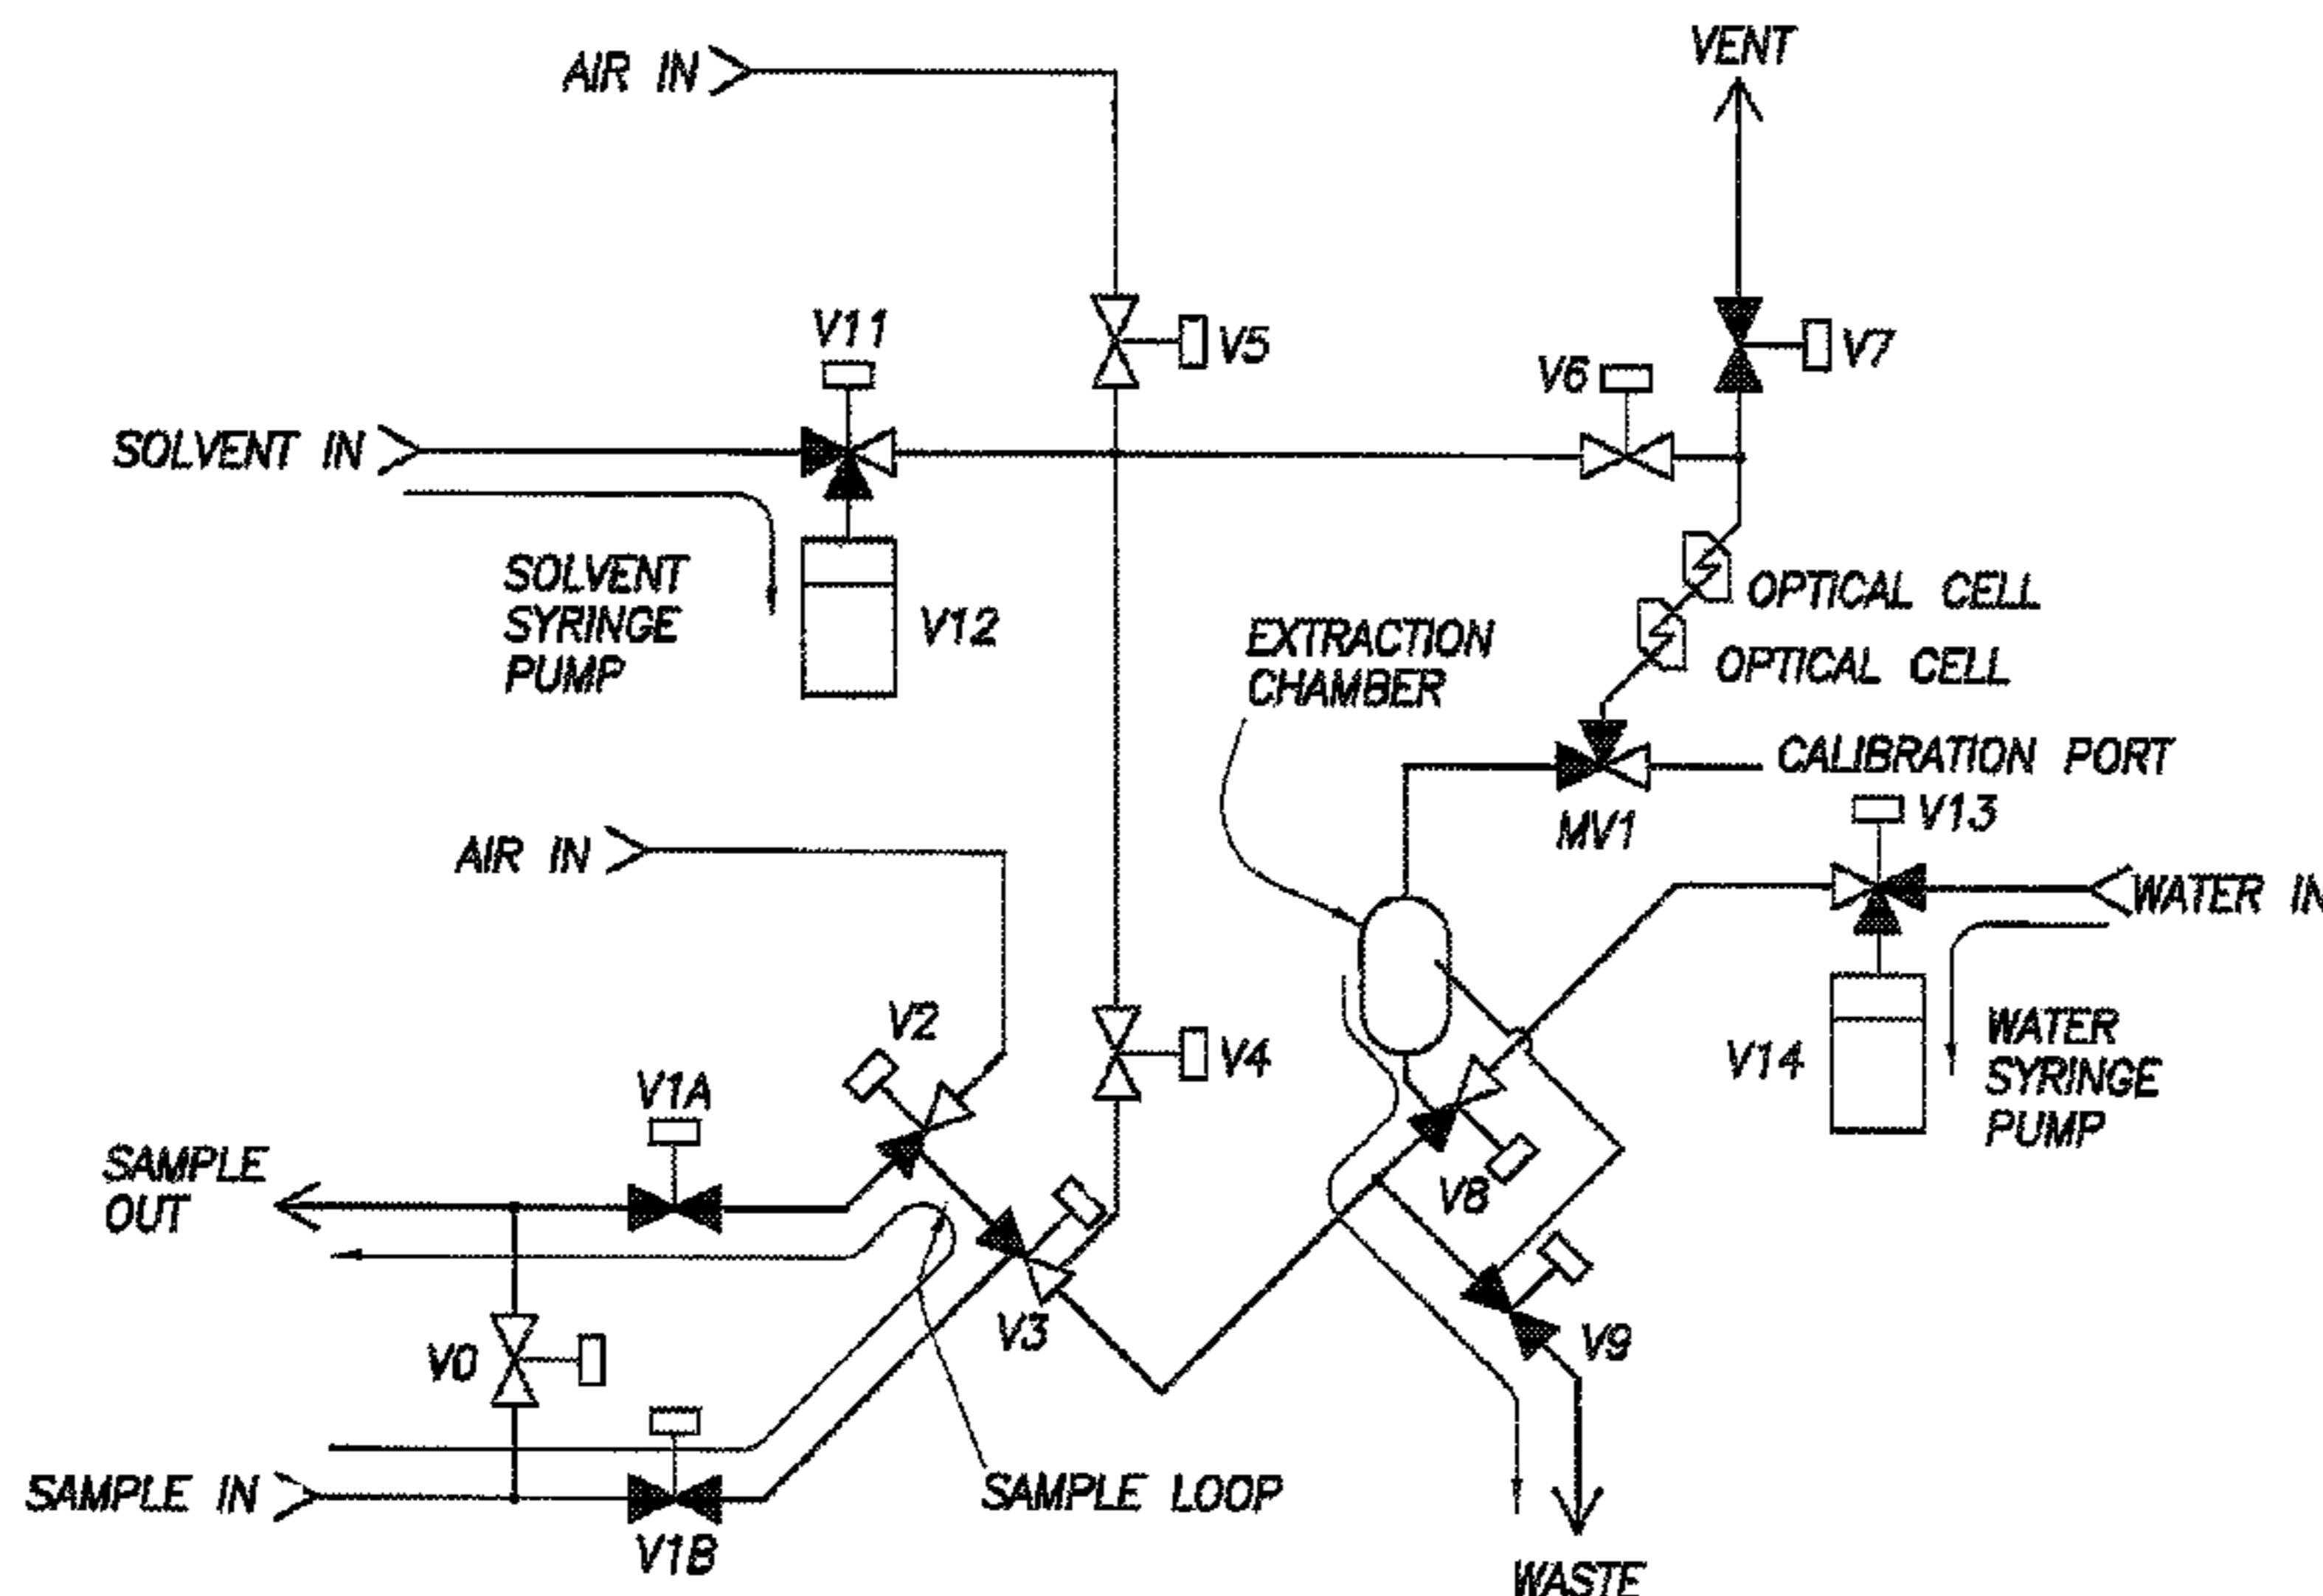 VENT
AIR IN
V11
V5
V7
V6
SOLVENT IN
SOLVENT
SYRINGE
PUMP
V12
OPTICAL CELL
EXTRACTION
CHAMBER
OPTICAL CELL
CALIBRATION PORT
V13
MV1
AIR IN
WATER IN
V2
V4
V14
WATER
SYRINGE
PUMP
V1A
SAMPLE
OUT
V8
V3
V9
V0
SAMPLE IN
SAMPLE LOOP
V1B
WASTE